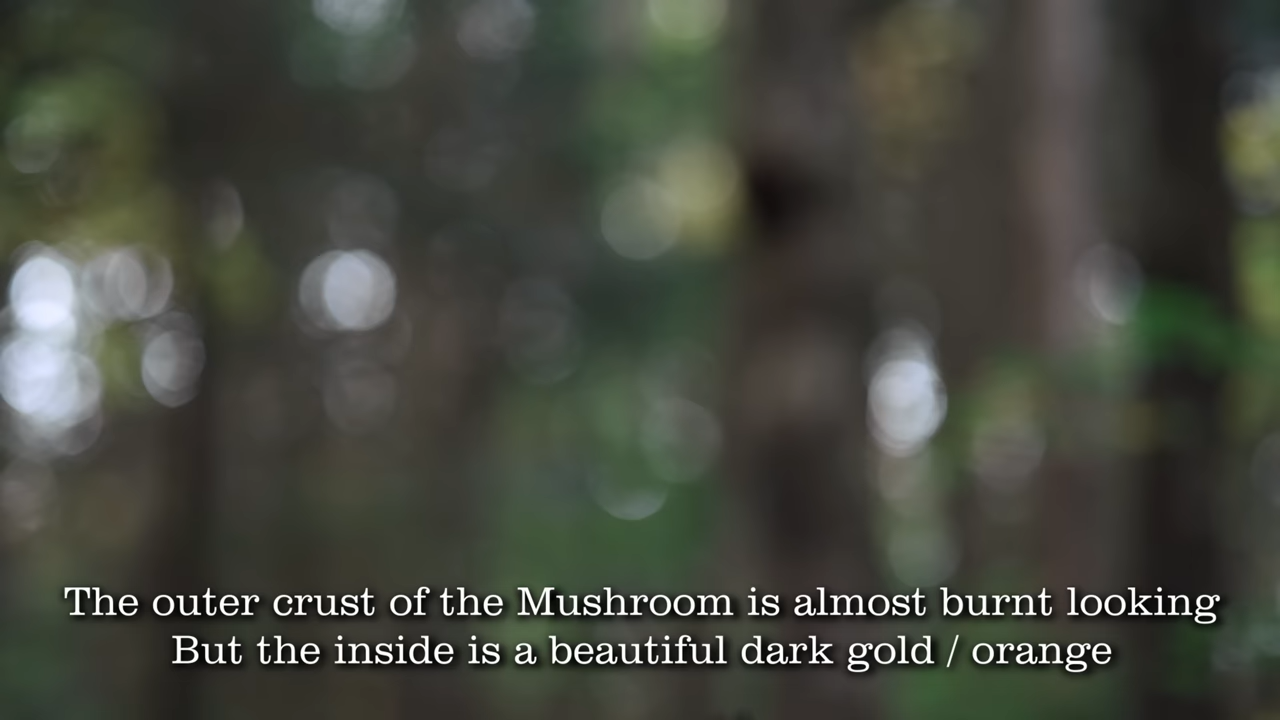 The outer crust of the Mushroom is almost burnt looking
But the inside is a beautiful dark gold / orange